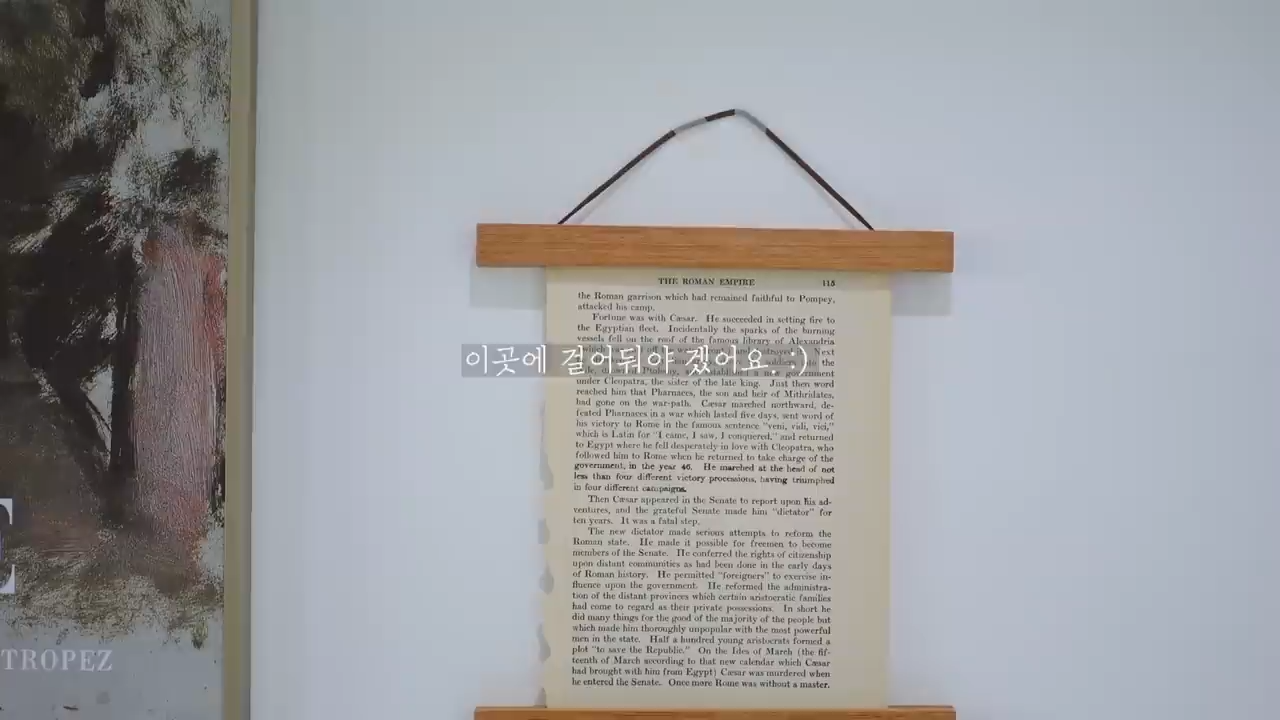 THE ROMAN EMPIRE 115
the Roman garrison which had remained faithful to Pompey,
attacked his camp.
Fortune was with Cæsar. He succeeded in setting fire to
the Egyptian fleet. Incidentally the sparks of the burning
vessels fell on the roof of the famous library of Alexandria
이곳에 걸어둬야 겠어요. :)
under Cleopatra, the sister of the late king. Just then word
reached him that Pharnaces, the son and heir of Mithridates,
had gone on the war-path. Cæsar marched northward, de-
feated Pharnaces in a war which lasted five days, sent word of
his victory to Rome in the famous sentence "veni, vidi, vici,"
which is Latin for "I came, I saw, I conquered," and returned
to Egypt where he fell desperately in love with Cleopatra, who
followed him to Rome when he returned to take charge of the
government, in the year 46. He marched at the head of not
less than four different victory processions, having triumphed
in four different campaigns.
Then Cæsar appeared in the Senate to report upon his ad-
ventures, and the grateful Senate made him "dictator" for
ten years. It was a fatal step.
The new dictator made serious attempts to reform the
Roman state. He made it possible for freemen to become
members of the Senate. He conferred the rights of citizenship
upon distant communities as had been done in the early days
of Roman history. He permitted "foreigners" to exercise in-
fluence upon the government. He reformed the administra-
tion of the distant provinces which certain aristocratic families
had come to regard as their private possessions. In short he
did many things for the good of the majority of the people but
which made him thoroughly unpopular with the most powerful
men in the state. Half a hundred young aristocrats formed a
plot "to save the Republic." On the Ides of March (the fif-
teenth of March according to that new calendar which Cæsar
had brought with him from Egypt) Cæsar was murdered when
he entered the Senate. Once more Rome was without a master.
E
TROPEZ